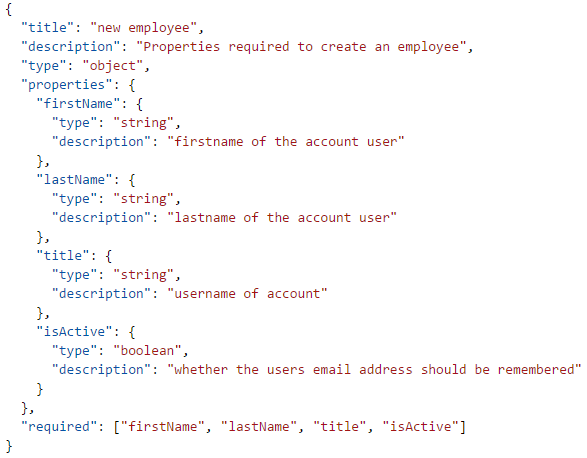 {
  "title": "new employee",
  "description": "Properties required to create an employee",
  "type": "object",
  "properties": {
    "firstName": {
      "type": "string",
      "description": "firstname of the account user"
    },
    "lastName": {
      "type": "string",
      "description": "lastname of the account user"
    },
    "title": {
      "type": "string",
      "description": "username of account"
    },
    "isActive": {
      "type": "boolean",
      "description": "whether the users email address should be remembered"
    }
  },
  "required": ["firstName", "lastName", "title", "isActive"]
}